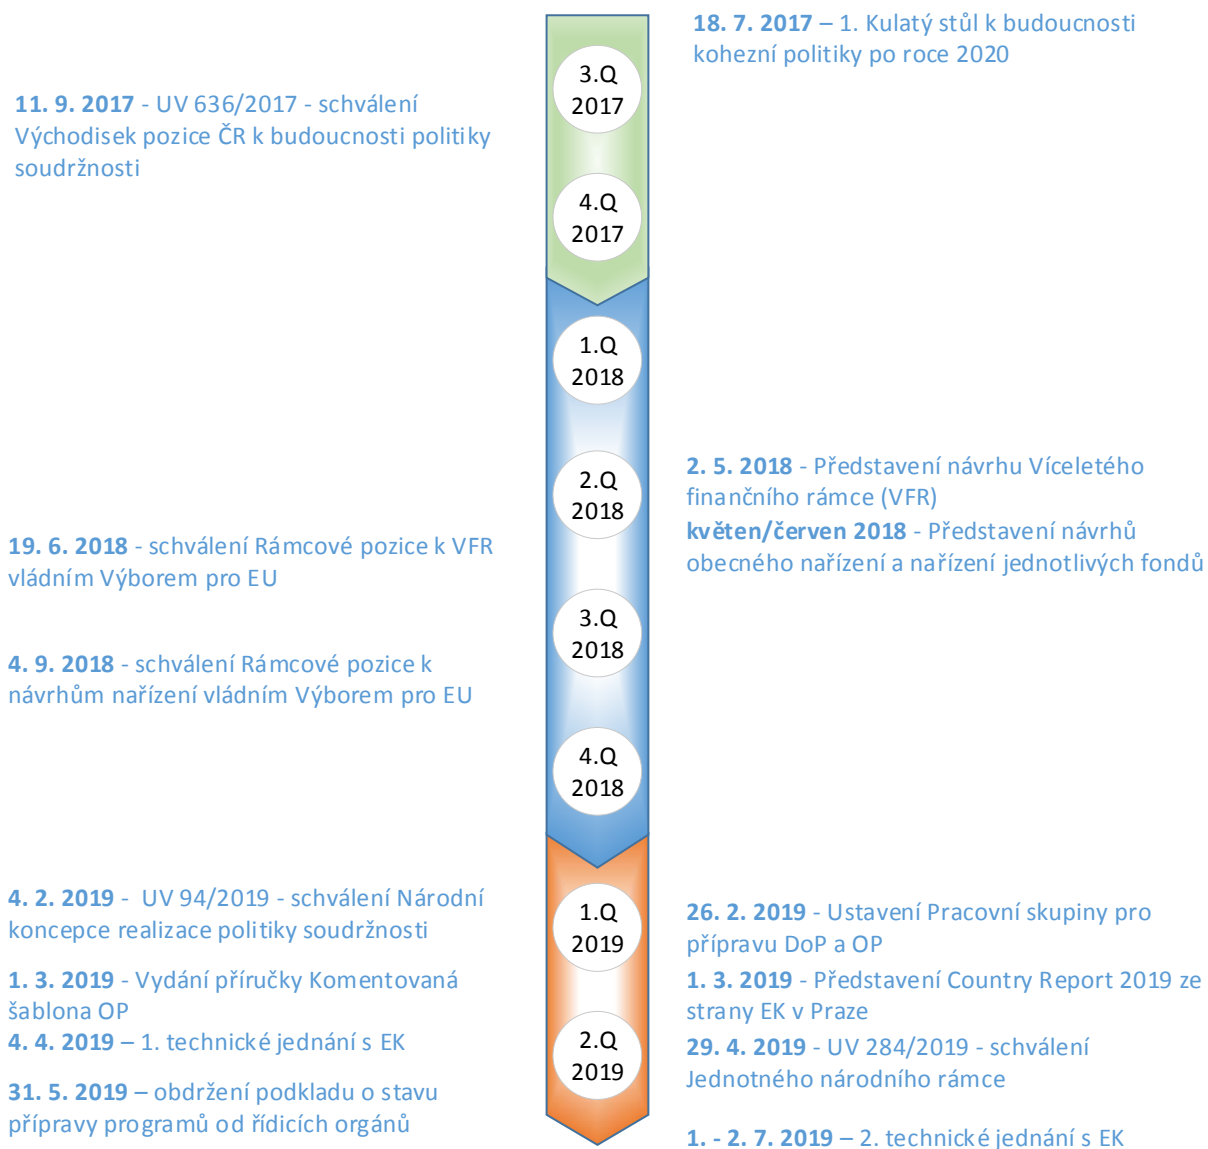 18. 7. 2017 – 1. Kulatý stůl k budoucnosti
kohezní politiky po roce 2020
3.Q
2017
11. 9. 2017 - UV 636/2017 - schválení
Východisek pozice ČR k budoucnosti politiky
soudržnosti
4.Q
2017
1.Q
2018
2.Q
2018
2. 5. 2018 - Představení návrhu Víceletého
finančního rámce (VFR)
květen/červen 2018 - Představení návrhů
obecného nařízení a nařízení jednotlivých fondů
19. 6. 2018 - schválení Rámcové pozice k VFR
vládním Výborem pro EU
3.Q
2018
4. 9. 2018 - schválení Rámcové pozice k
návrhům nařízení vládním Výborem pro EU
4.Q
2018
4. 2. 2019 - UV 94/2019 - schválení Národní
koncepce realizace politiky soudržnosti
1. 3. 2019 - Vydání příručky Komentovaná
šablona OP
4. 4. 2019 – 1. technické jednání s EK
31. 5. 2019 – obdržení podkladu o stavu
přípravy programů od řídicích orgánů
1.Q
2019
2.Q
2019
26. 2. 2019 - Ustavení Pracovní skupiny pro
přípravu DoP a OP
1. 3. 2019 - Představení Country Report 2019 ze
strany EK v Praze
29. 4. 2019 - UV 284/2019 - schválení
Jednotného národního rámce
1. - 2. 7. 2019 – 2. technické jednání s EK